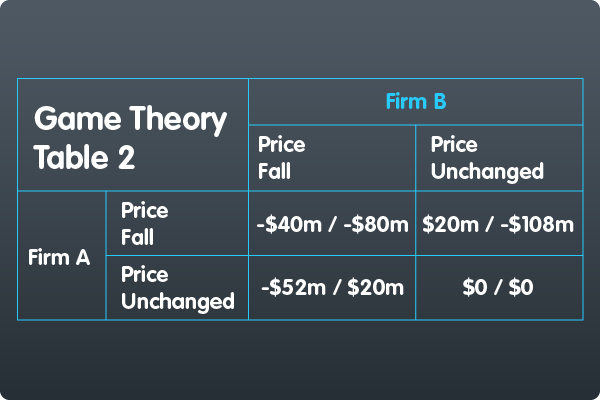 Game Theory
Table 2
Firm B
Price
Fall
Price
Unchanged
Firm A
Price
Fall
-$40m / -$80m
$20m / -$108m
Price
Unchanged
-$52m / $20m
$0 / $0